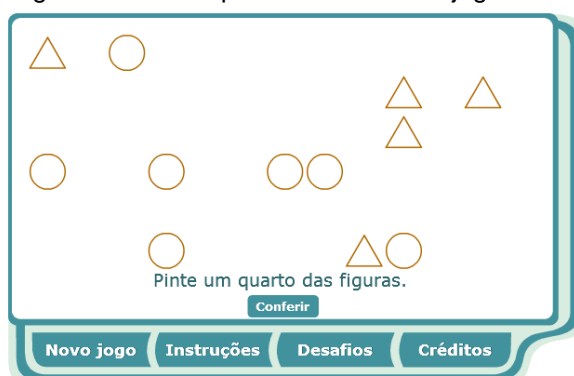 Pinte um quarto das figuras.
Conferir
Novo jogo
Instruções
Desafios
Créditos